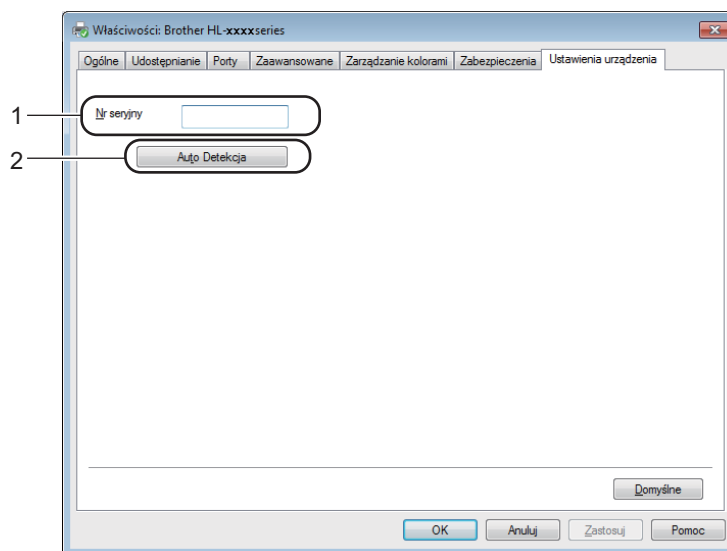 Właściwości: Brother HL-xxxxseries
Ogólne Udostępnianie Porty Zaawansowane Zarządzanie kolorami Zabezpieczenia Ustawienia urządzenia
1 Nr seryjny
2 Auto Detekcja
Domyślne
OK Anuluj Zastosuj Pomoc